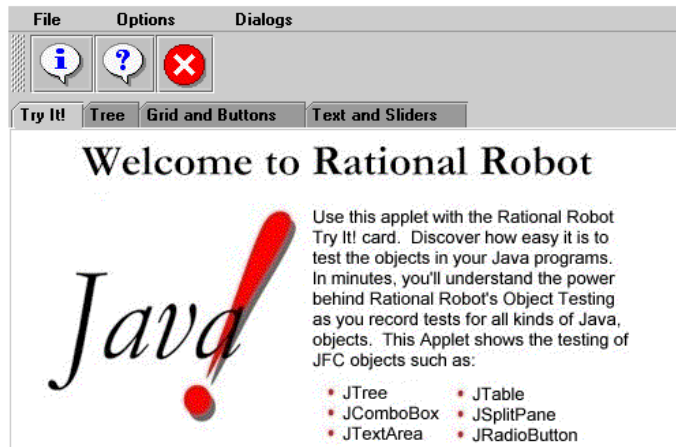 File Options Dialogs
i ?
Try It! Tree Grid and Buttons Text and Sliders
Welcome to Rational Robot
Java!
Use this applet with the Rational Robot
Try It! card. Discover how easy it is to
test the objects in your Java programs.
In minutes, you'll understand the power
behind Rational Robot's Object Testing
as you record tests for all kinds of Java,
objects. This Applet shows the testing of
JFC objects such as:
• JTree • JTable
• JComboBox • JSplitPane
• JTextArea • JRadioButton